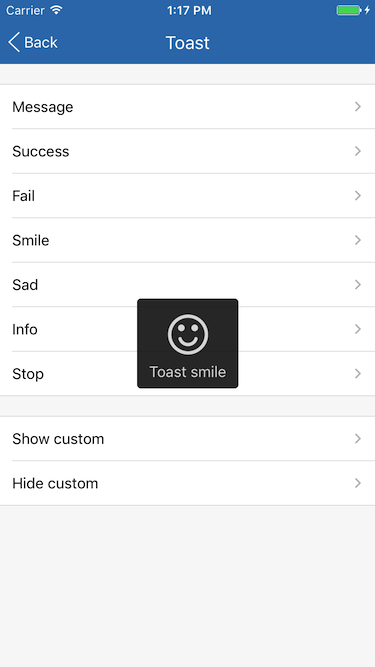 Carrier 1:17 PM
Back Toast
Message
Success
Fail
Smile
Sad
Info
Stop
Toast smile
Show custom
Hide custom